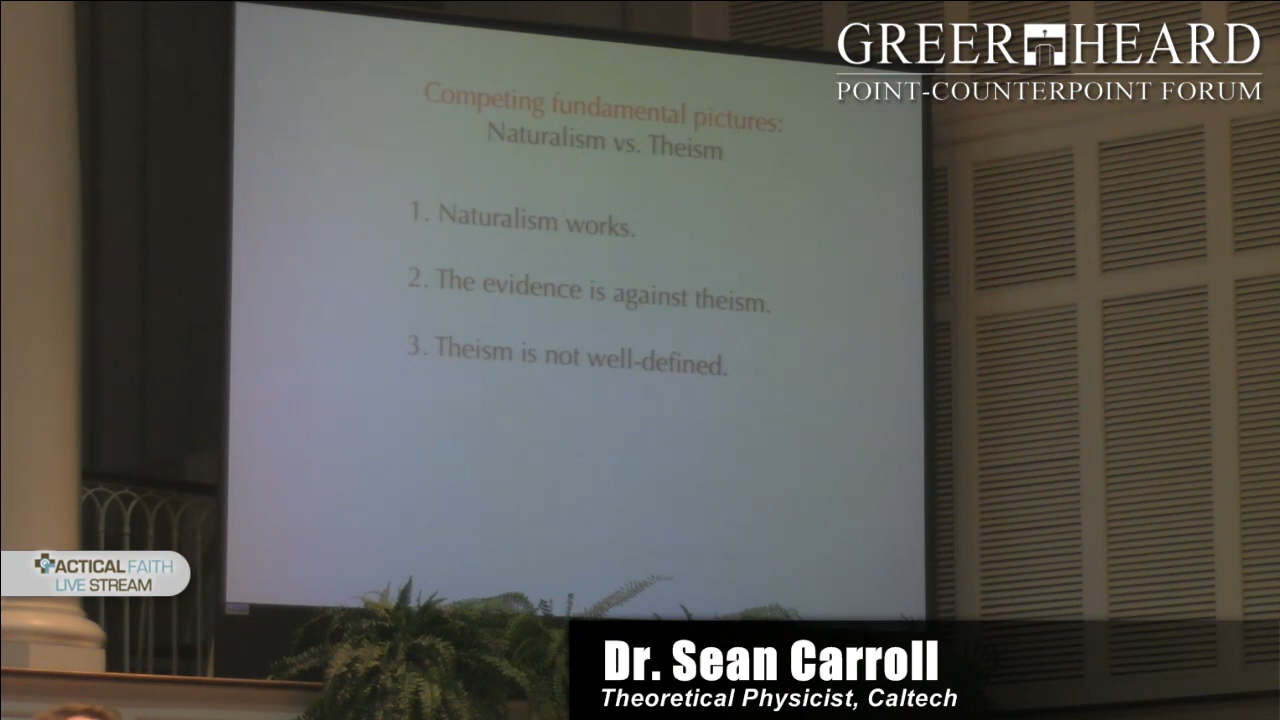 GREER HEARD
POINT-COUNTERPOINT FORUM
Competing fundamental pictures:
Naturalism vs. Theism
1. Naturalism works.
2. The evidence is against theism.
3. Theism is not well-defined.
TACTICAL FAITH
LIVE STREAM
Dr. Sean Carroll
Theoretical Physicist, Caltech